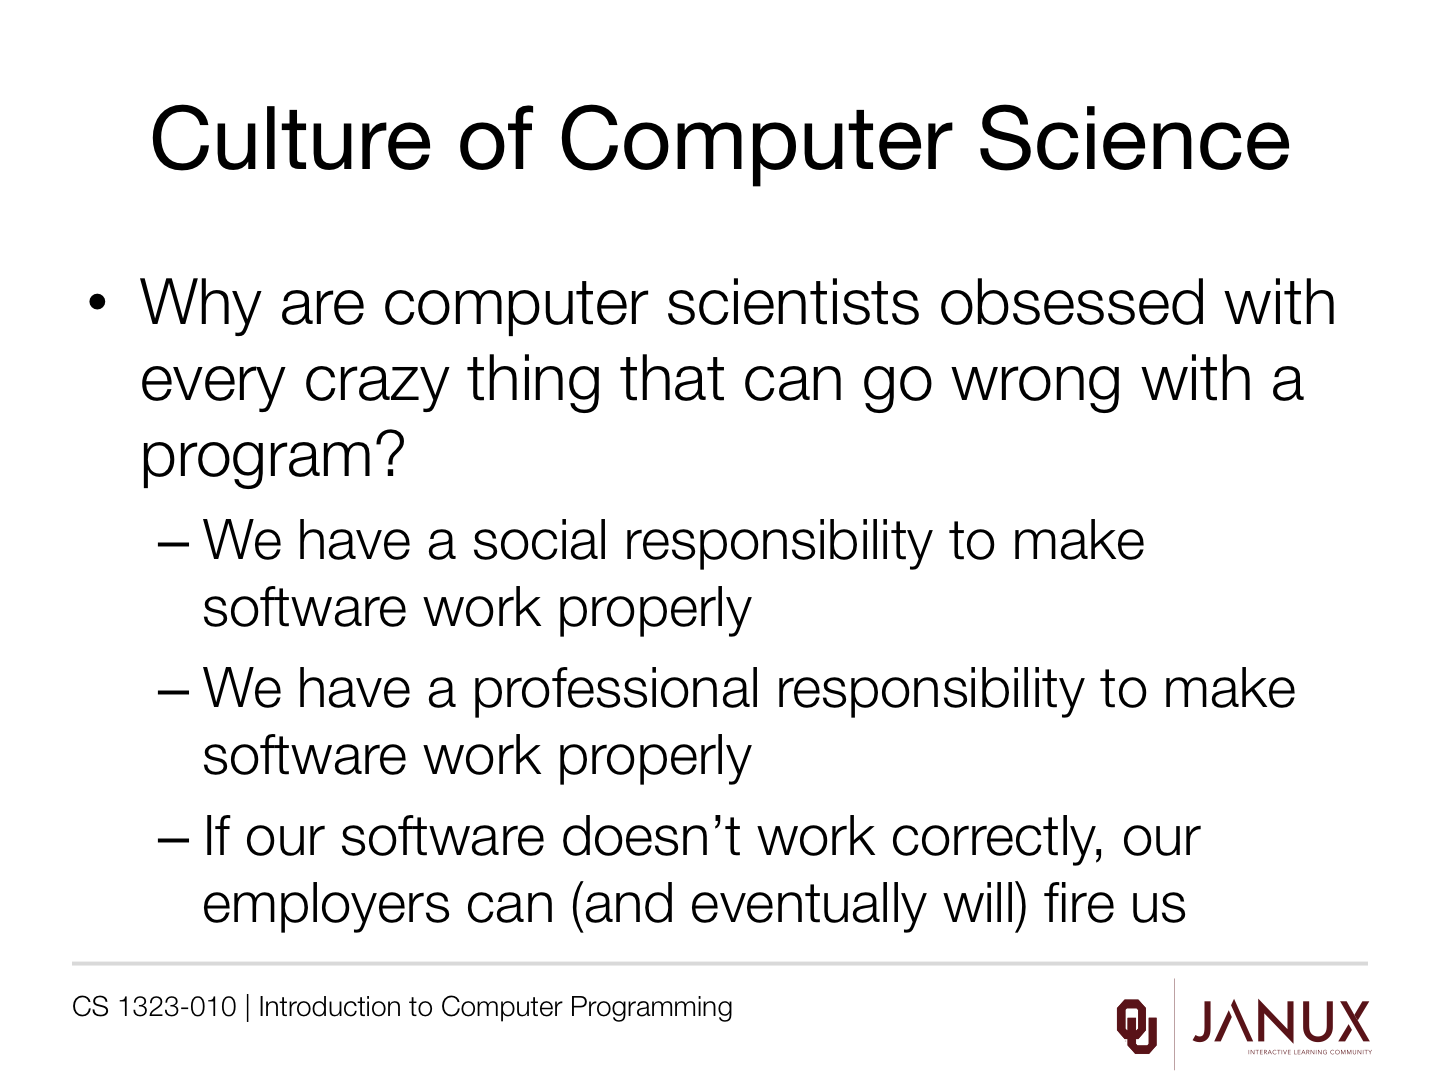 Culture of Computer Science
• Why are computer scientists obsessed with
every crazy thing that can go wrong with a
program?
– We have a social responsibility to make
software work properly
– We have a professional responsibility to make
software work properly
– If our software doesn’t work correctly, our
employers can (and eventually will) fire us
CS 1323-010 | Introduction to Computer Programming
OU
JANUX
INTERACTIVE LEARNING COMMUNITY